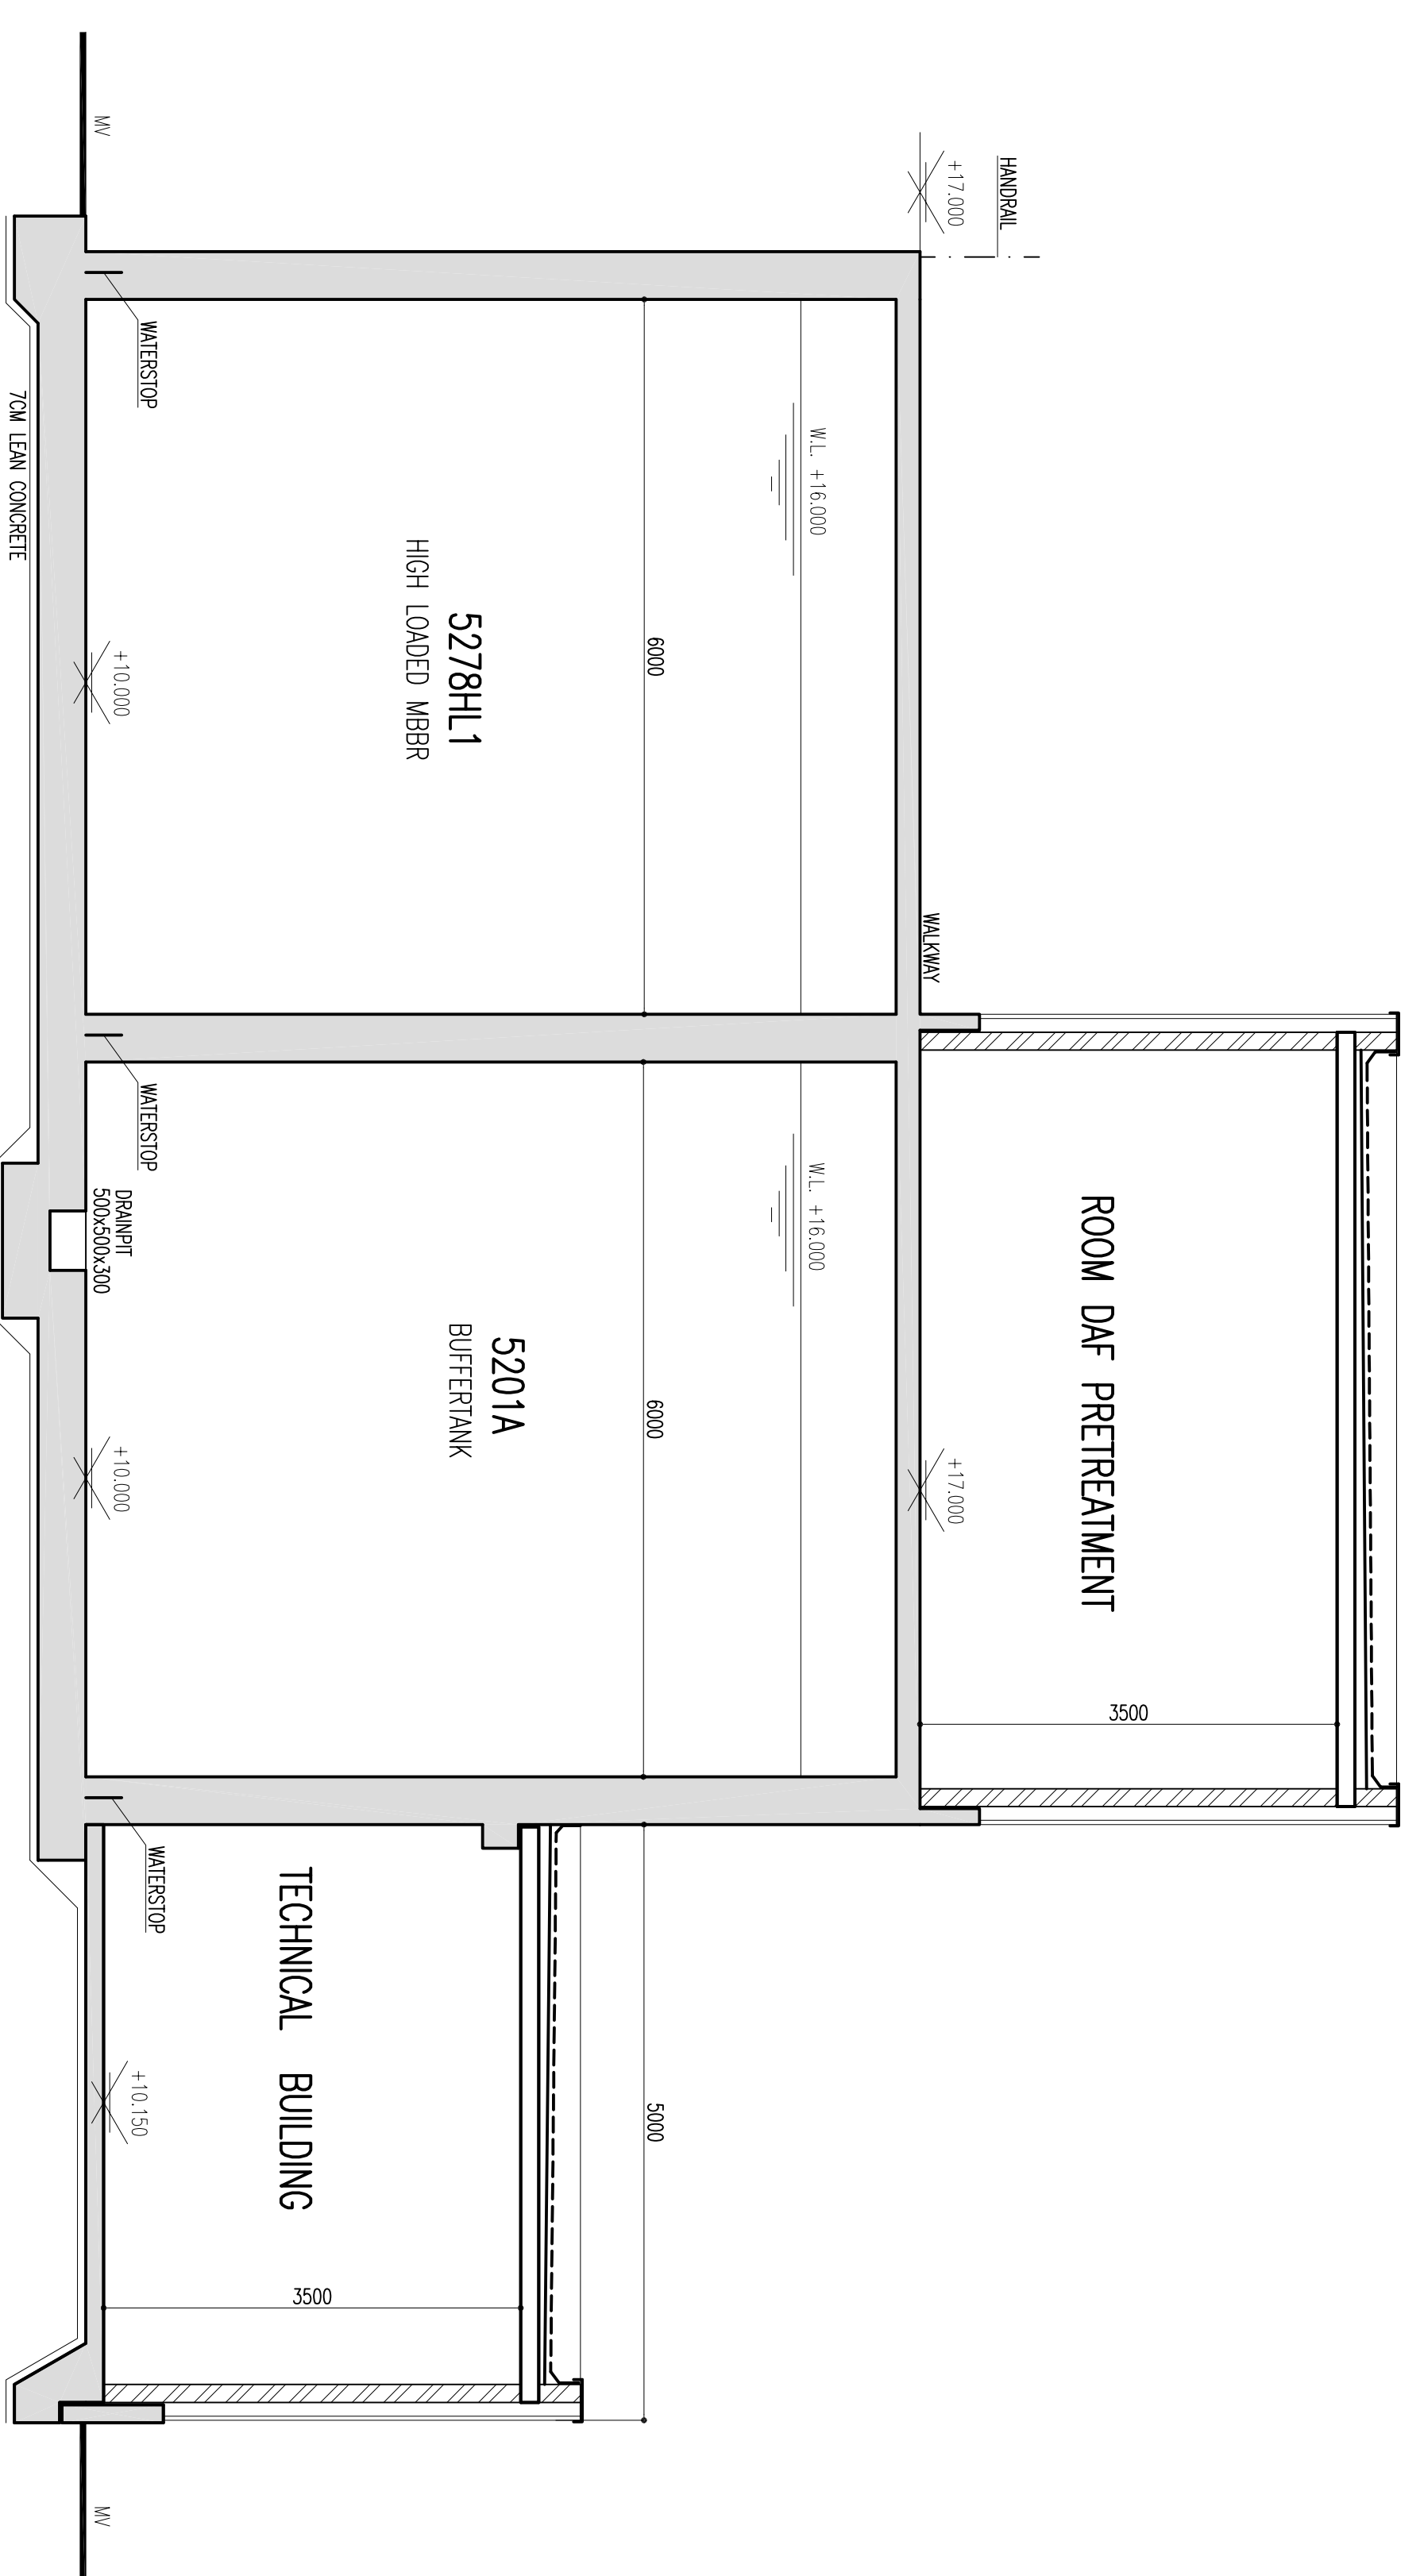 HANDRAIL
+17.000
WALKWAY
ROOM DAF PRETREATMENT
3500
+17.000
W.L. +16.000
6000
5278HL1
HIGH LOADED MBBR
WATERSTOP
+10.000
W.L. +16.000
6000
5201A
BUFFERTANK
WATERSTOP
DRAINPIT
500x500x300
+10.000
5000
TECHNICAL BUILDING
3500
WATERSTOP
+10.150
MV
MV
7CM LEAN CONCRETE